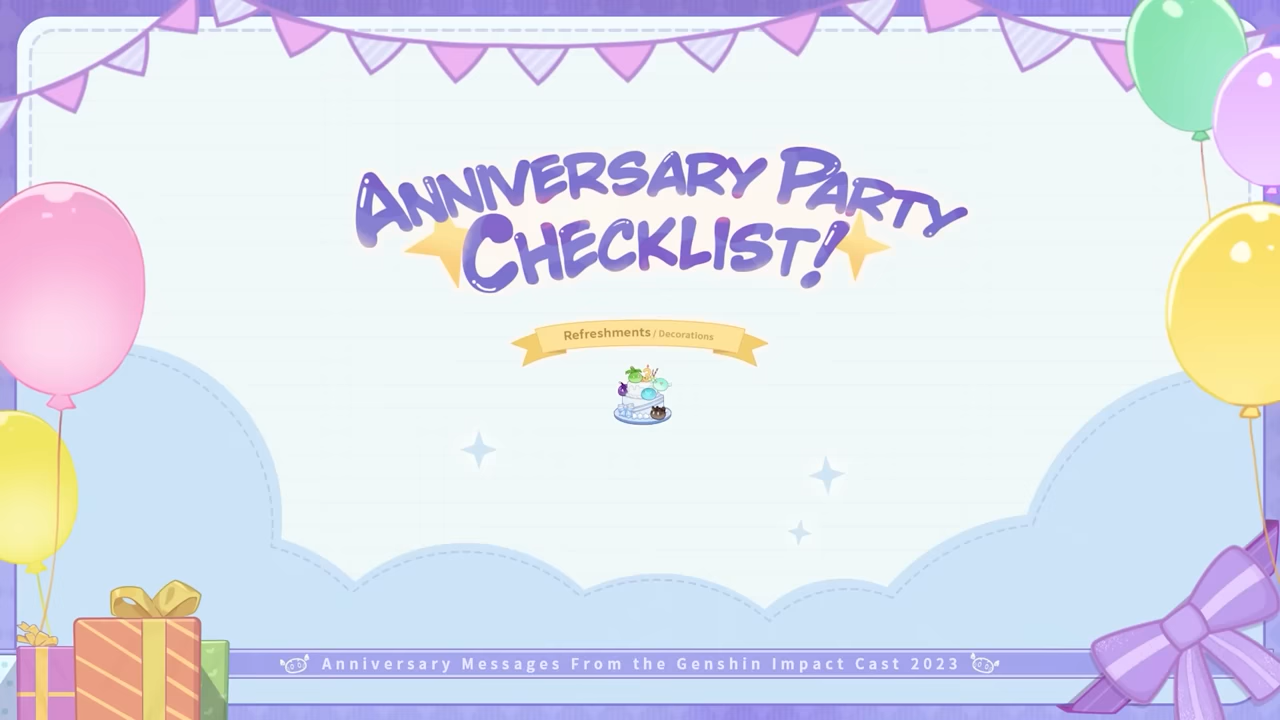 ANNIVERSARY PARTY
CHECKLIST!
Refreshments / Decorations
Anniversary Messages From the Genshin Impact Cast 2023